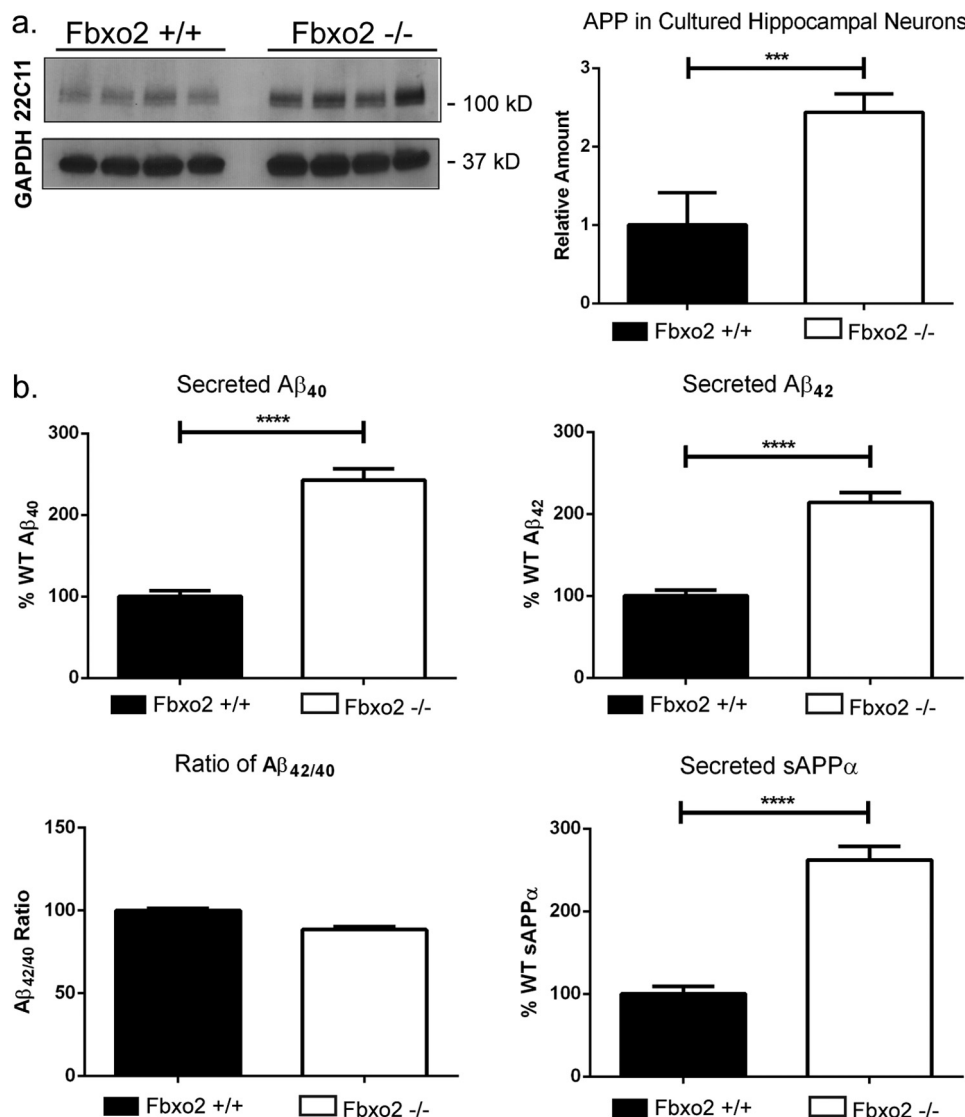 a.
Fbxo2 +/+ Fbxo2 -/-
22C11
- 100 kD
GAPDH
- 37 kD
APP in Cultured Hippocampal Neurons
***
Relative Amount
3
2
1
0
Fbxo2 +/+ Fbxo2 -/-
b.
Secreted Aβ40
****
% WT Aβ40
300
200
100
0
Fbxo2 +/+ Fbxo2 -/-
Secreted Aβ42
****
% WT Aβ42
300
200
100
0
Fbxo2 +/+ Fbxo2 -/-
Ratio of Aβ42/40
Aβ42/40 Ratio
150
100
50
0
Fbxo2 +/+ Fbxo2 -/-
Secreted sAPPα
****
% WT sAPPα
300
200
100
0
Fbxo2 +/+ Fbxo2 -/-